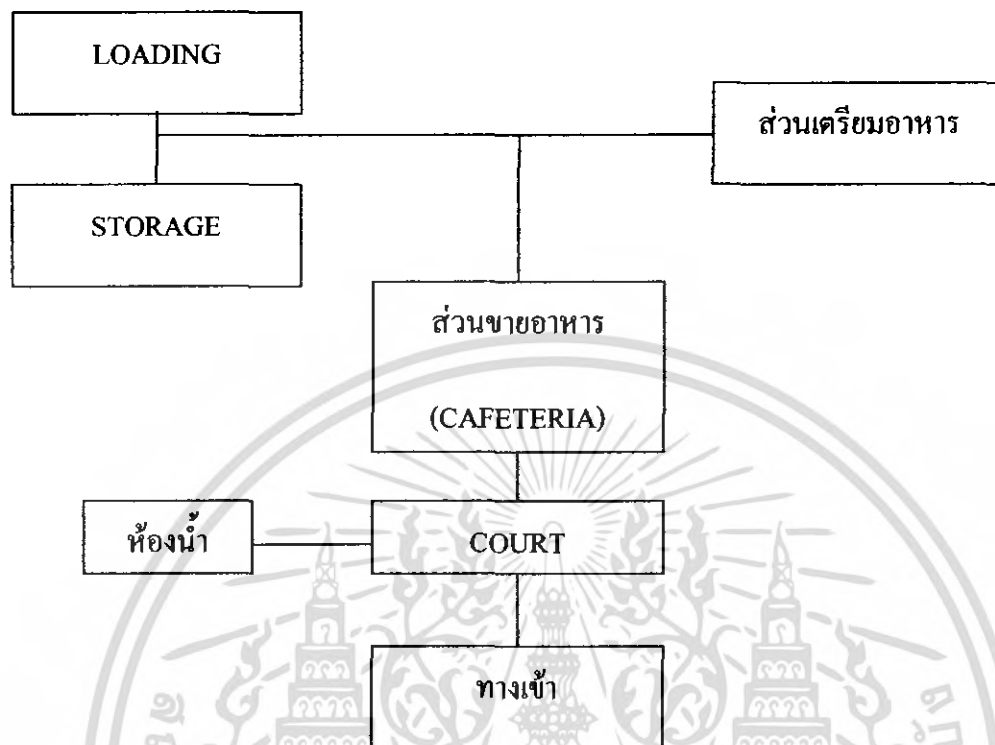 LOADING
ส่วนเตรียมอาหาร
STORAGE
ส่วนขายอาหาร
(CAFETERIA)
ห้องน้ำ
COURT
ทางเข้า